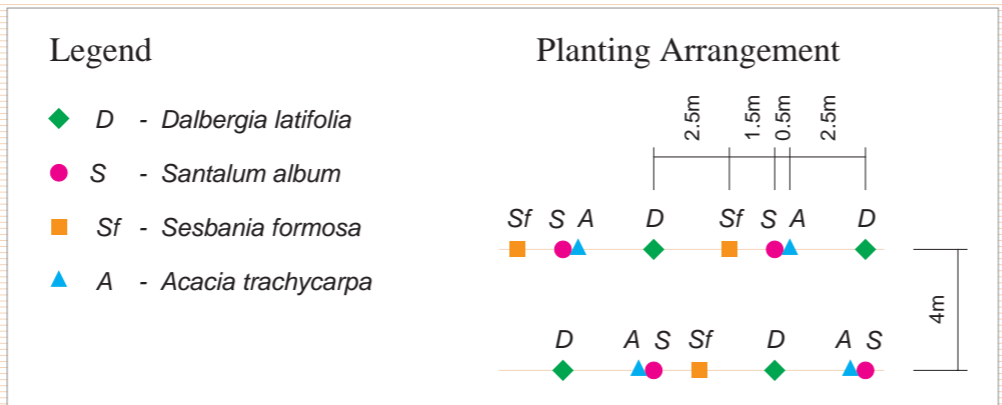 Legend
D - Dalbergia latifolia
S - Santalum album
Sf - Sesbania formosa
A - Acacia trachycarpa
Planting Arrangement
2.5m 1.5m 0.5m 2.5m
Sf S A D Sf S A D
4m
D A S Sf D A S